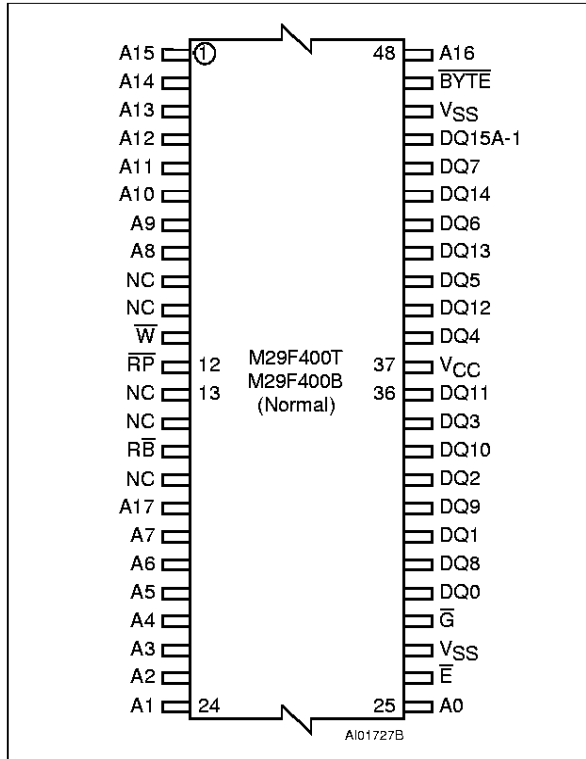 A15 1 48 A16
A14 B̅Y̅T̅E̅
A13 VSS
A12 DQ15A-1
A11 DQ7
A10 DQ14
A9 DQ6
A8 DQ13
NC DQ5
NC DQ12
W̅ DQ4
R̅P̅ 12 M29F400T 37 VCC
NC 13 M29F400B 36 DQ11
(Normal)
NC DQ3
RB̅ DQ10
NC DQ2
A17 DQ9
A7 DQ1
A6 DQ8
A5 DQ0
A4 G̅
A3 VSS
A2 E̅
A1 24 25 A0
AI01727B